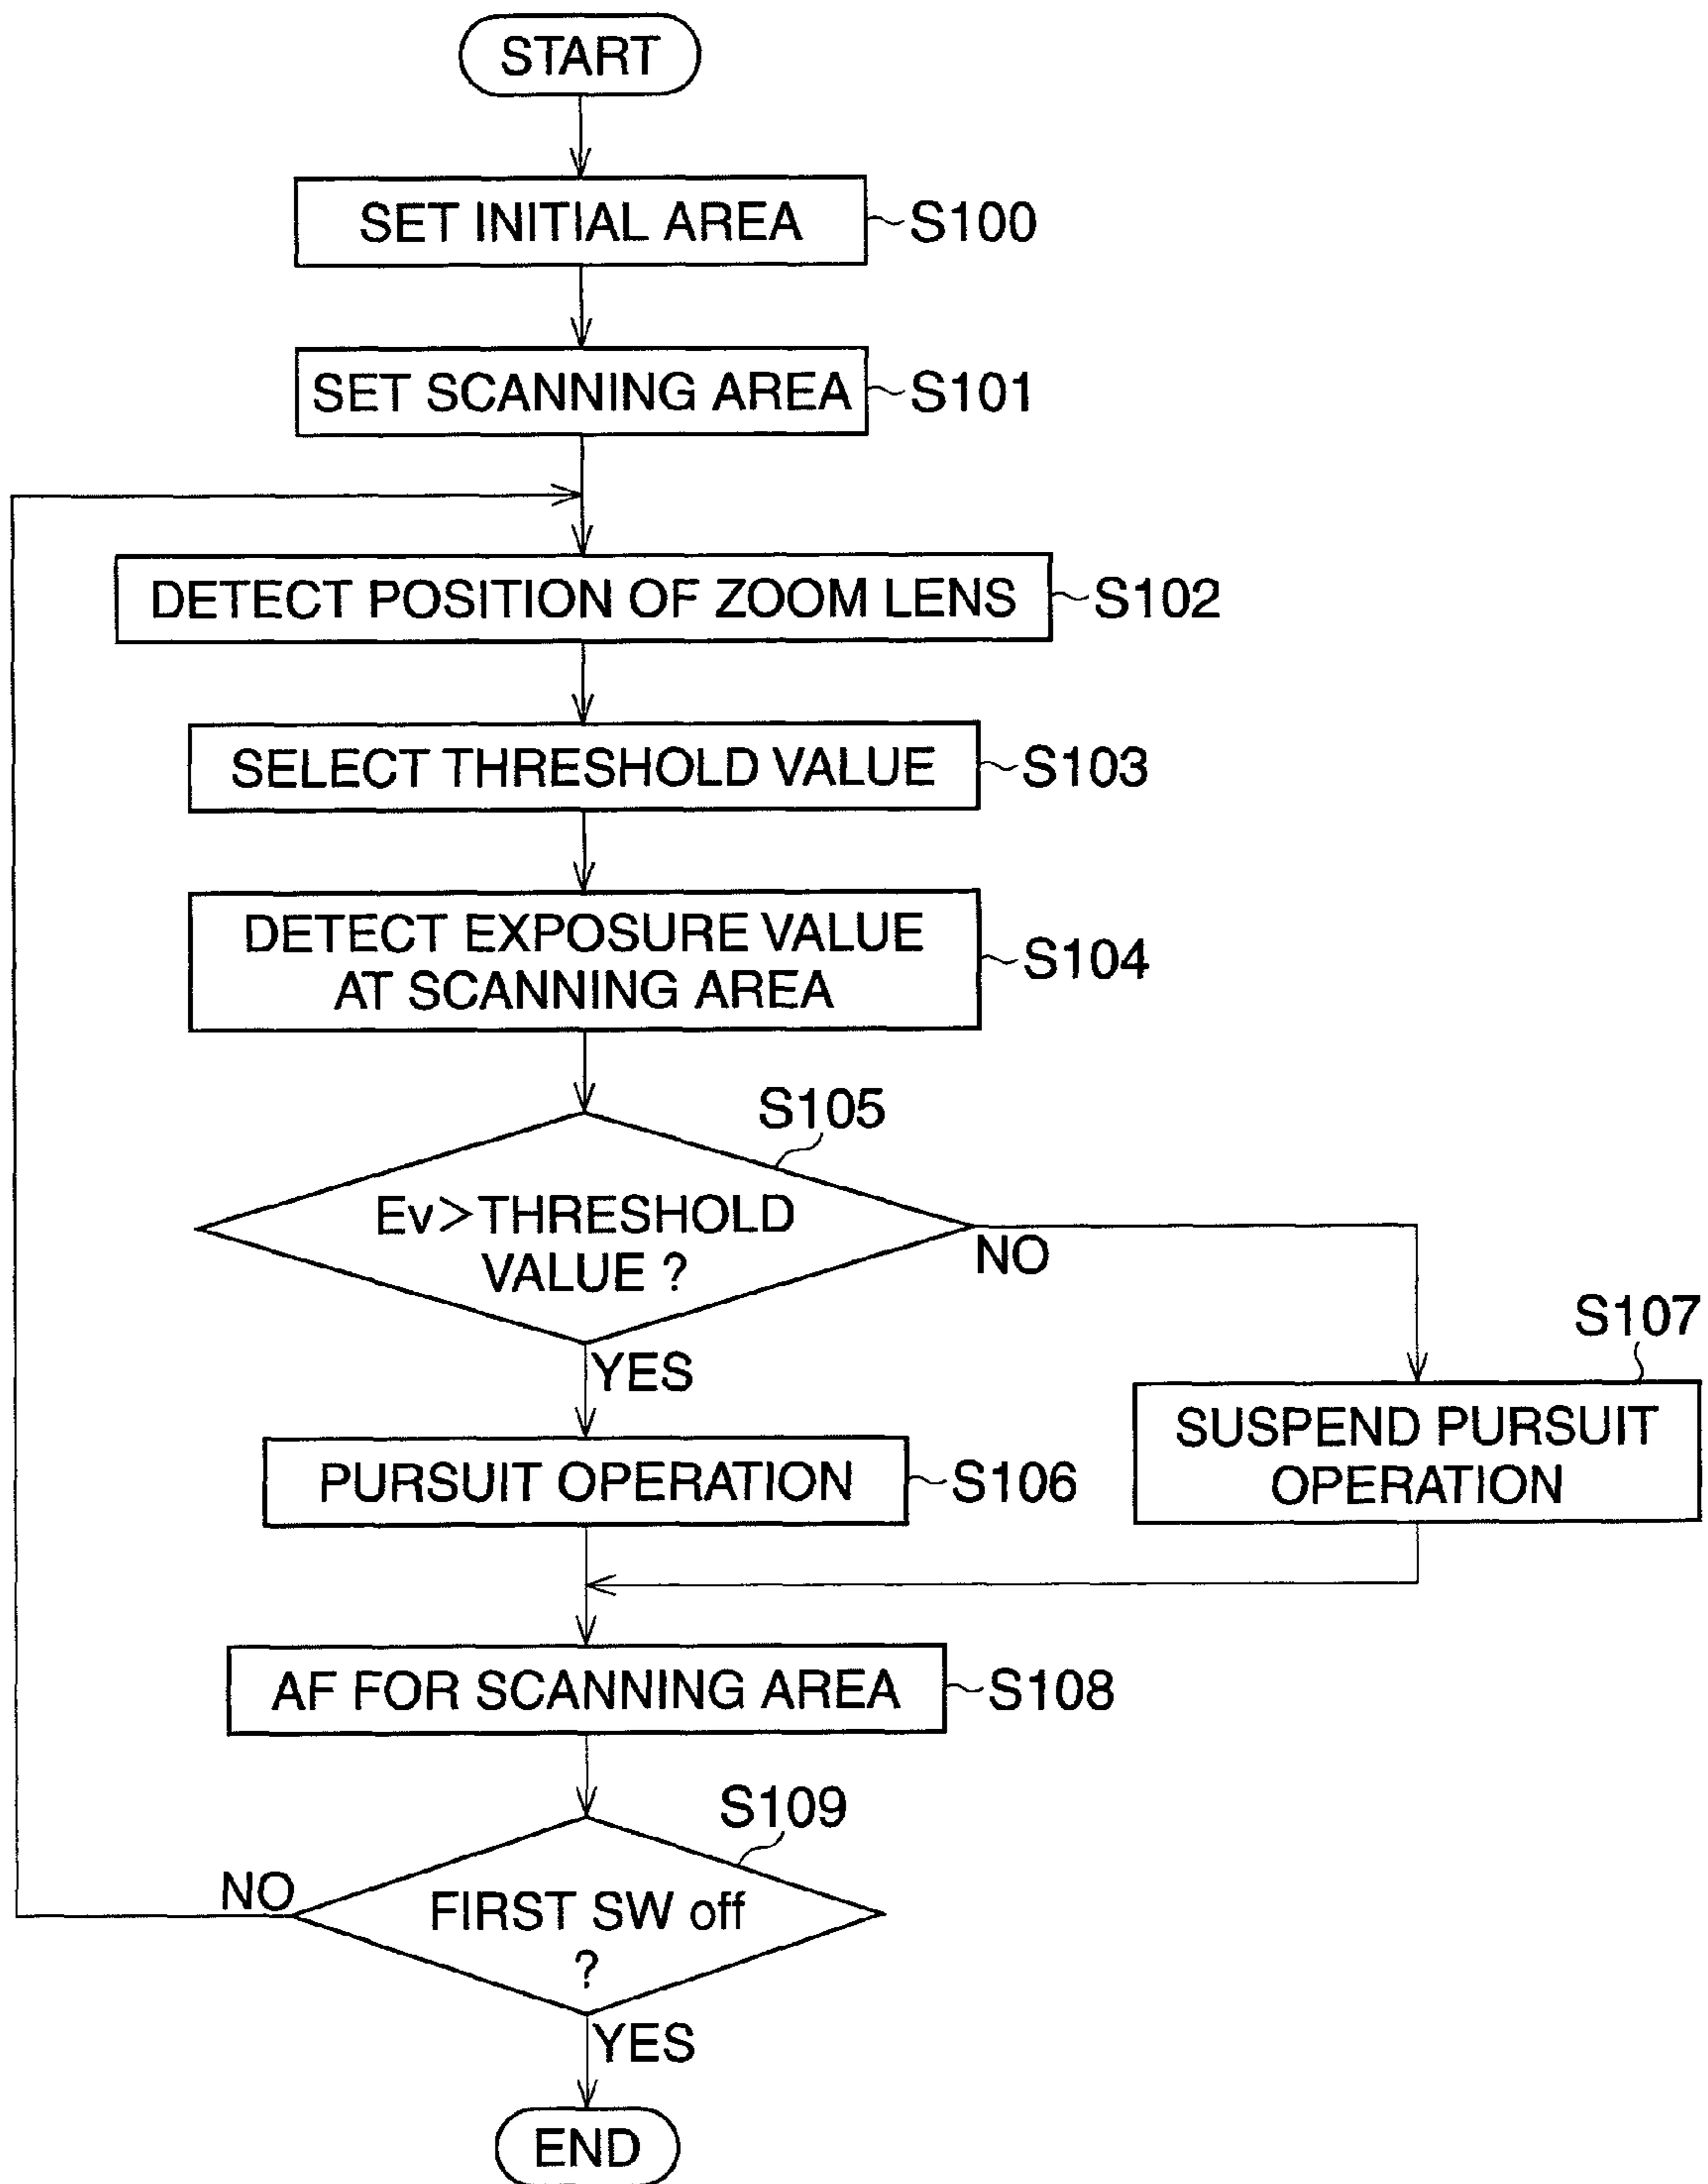 START
SET INITIAL AREA
S100
SET SCANNING AREA
S101
DETECT POSITION OF ZOOM LENS
S102
SELECT THRESHOLD VALUE
S103
DETECT EXPOSURE VALUE
AT SCANNING AREA
S104
S105
Ev>THRESHOLD
VALUE ?
NO
YES
S107
SUSPEND PURSUIT
OPERATION
PURSUIT OPERATION
S106
AF FOR SCANNING AREA
S108
S109
NO
FIRST SW off
?
YES
END